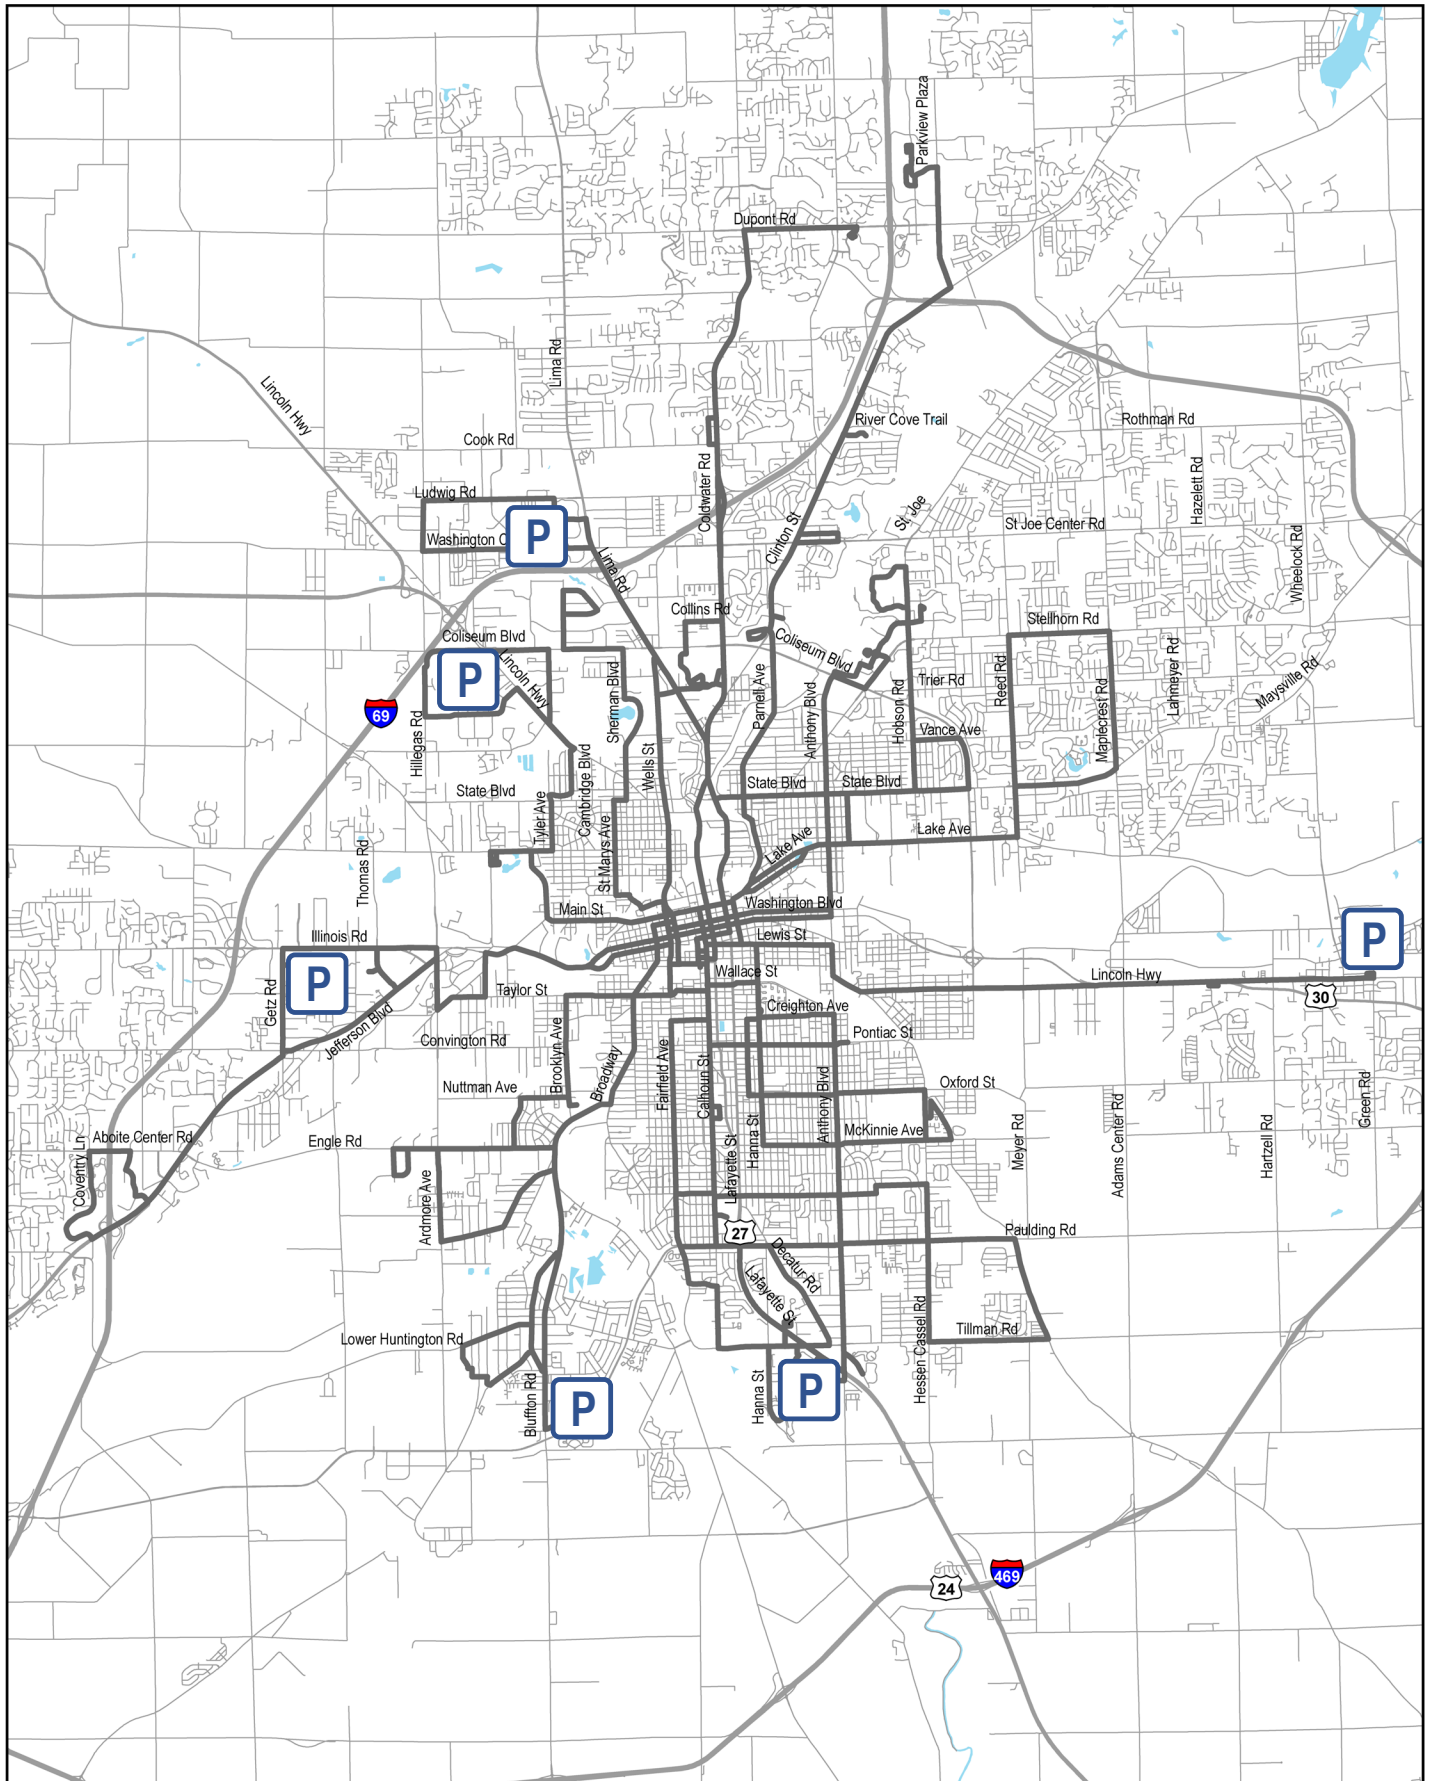 Parkview Plaza
Dupont Rd
Lima Rd
Lincoln Hwy
River Cove Trail
Rothman Rd
Cook Rd
Coldwater Rd
Hazelett Rd
Ludwig Rd
St. Joe
St Joe Center Rd
Clinton St
Washington C
P
Wheelock Rd
Lima Rd
Collins Rd
Stellhorn Rd
Coliseum Blvd
Coliseum Blvd
P
Lincoln Hwy
Sherman Blvd
Parnell Ave
Anthony Blvd
Hobson Rd
Trier Rd
Reed Rd
Maplecrest Rd
Lahmeyer Rd
Maysville Rd
69
Hillegas Rd
Wells St
Vance Ave
State Blvd
State Blvd
State Blvd
Tyler Ave
Cambridge Blvd
St Marys Ave
Lake Ave
Lake Ave
Thomas Rd
Main St
Washington Blvd
P
Illinois Rd
Lewis St
P
Wallace St
Lincoln Hwy
30
Getz Rd
Taylor St
Creighton Ave
Jefferson Blvd
Convington Rd
Pontiac St
Brooklyn Ave
Broadway
Fairfield Ave
Calhoun St
Nuttman Ave
Oxford St
Anthony Blvd
Hanna St
McKinnie Ave
Meyer Rd
Adams Center Rd
Hartzell Rd
Green Rd
Aboite Center Rd
Engle Rd
Coventry Ln
Ardmore Ave
Lafayette St
27
Paulding Rd
Decatur Rd
Lafayette St
Lower Huntington Rd
Tillman Rd
Hessen Cassel Rd
Bluffton Rd
P
Hanna St
P
469
24